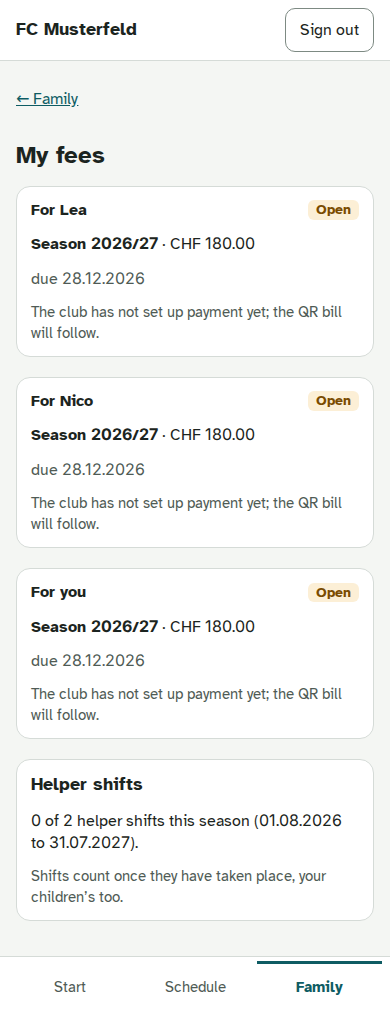 FC Musterfeld
Sign out
← Family
My fees
For Lea
Open
Season 2026/27 · CHF 180.00
due 28.12.2026
The club has not set up payment yet; the QR bill
will follow.
For Nico
Open
Season 2026/27 · CHF 180.00
due 28.12.2026
The club has not set up payment yet; the QR bill
will follow.
For you
Open
Season 2026/27 · CHF 180.00
due 28.12.2026
The club has not set up payment yet; the QR bill
will follow.
Helper shifts
0 of 2 helper shifts this season (01.08.2026
to 31.07.2027).
Shifts count once they have taken place, your
children's too.
Start
Schedule
Family